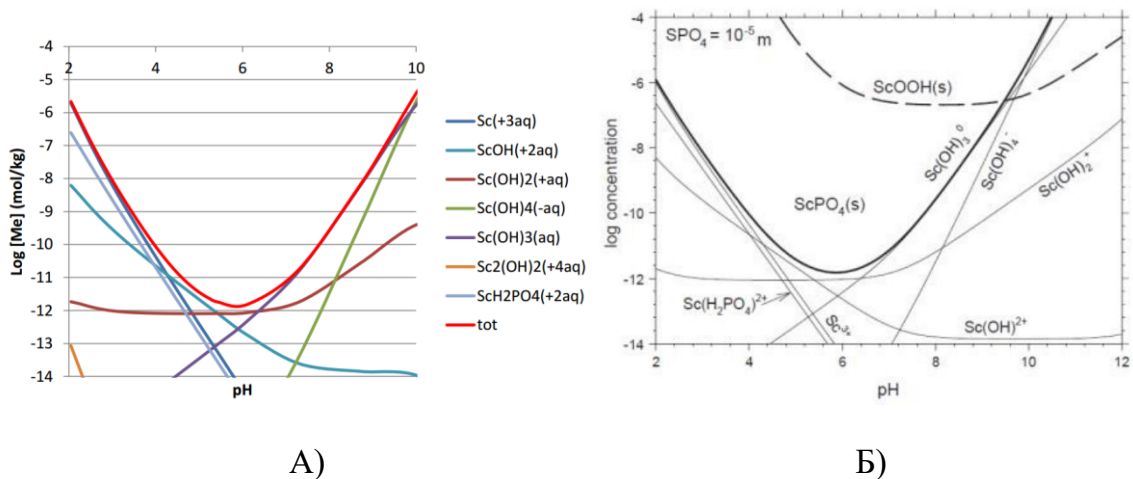 Log [Me] (mol/kg)
-4
-5
-6
-7
-8
-9
-10
-11
-12
-13
-14
2 4 6 8 10
pH
Sc(+3aq)
ScOH(+2aq)
Sc(OH)2(+aq)
Sc(OH)4(-aq)
Sc(OH)3(aq)
Sc2(OH)2(+4aq)
ScH2PO4(+2aq)
tot
А)
log concentration
-4
-6
-8
-10
-12
-14
SPO₄ = 10⁻⁵ m
ScOOH(s)
Sc(OH)₃⁰
Sc(OH)₄⁻
Sc(OH)₂⁺
ScPO₄(s)
Sc(H₂PO₄)²⁺
Sc³⁺
Sc(OH)²⁺
2 4 6 8 10 12
pH
Б)